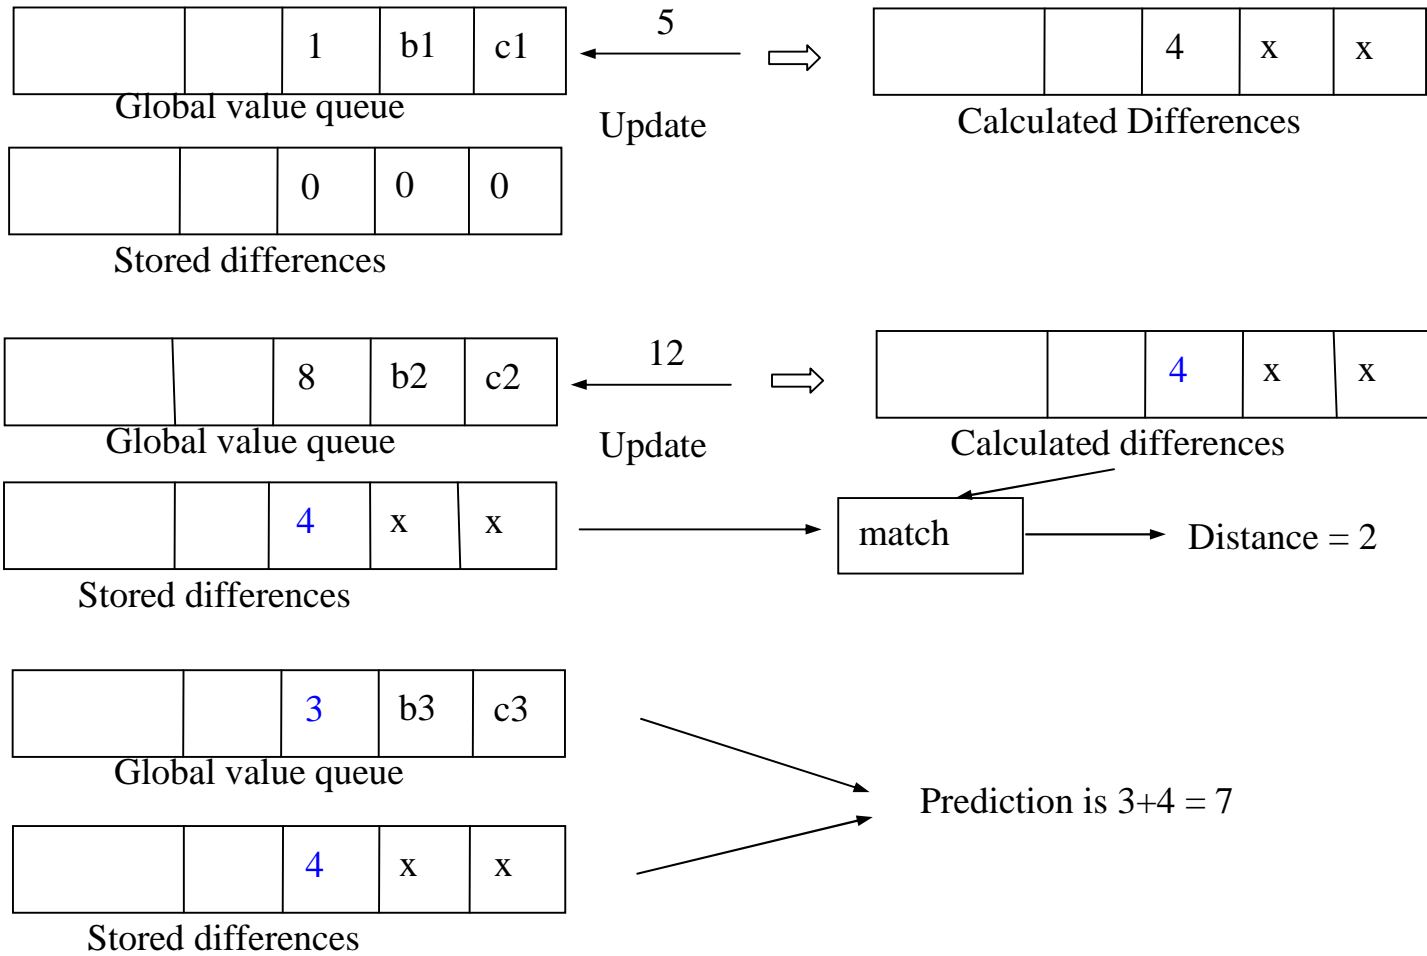 1 b1 c1
5
4 x x
Global value queue
Update
Calculated Differences
0 0 0
Stored differences
8 b2 c2
12
4 x x
Global value queue
Update
Calculated differences
4 x x
match
Distance = 2
Stored differences
3 b3 c3
Global value queue
Prediction is 3+4 = 7
4 x x
Stored differences